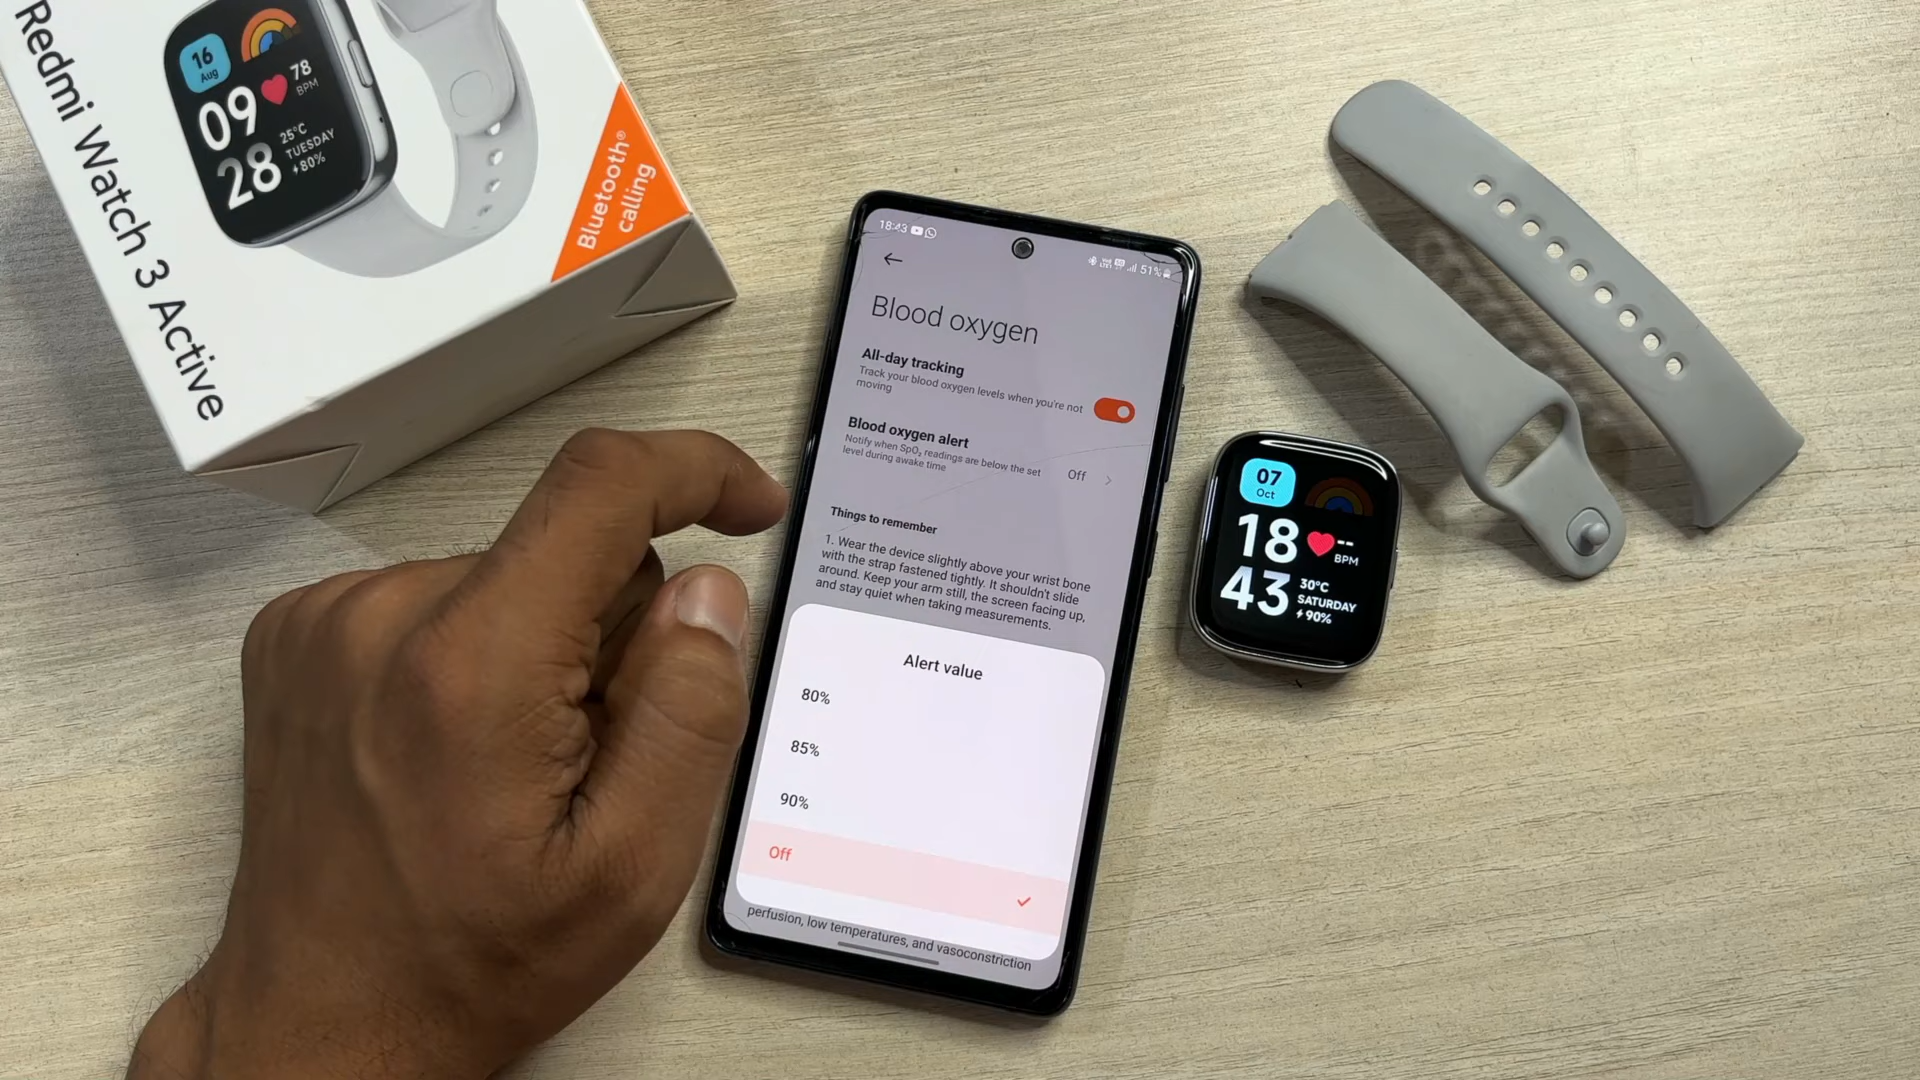 Redmi Watch 3 Active
16
Aug
78
BPM
09
28
25°C
TUESDAY
80%
Bluetooth®
calling
18:43
51%
Blood oxygen
All-day tracking
Track your blood oxygen levels when you're not
moving
Blood oxygen alert
Notify when SpO₂ readings are below the set
level during awake time
Off
Things to remember
1. Wear the device slightly above your wrist bone
with the strap fastened tightly. It shouldn't slide
around. Keep your arm still, the screen facing up,
and stay quiet when taking measurements.
Alert value
80%
85%
90%
Off
perfusion, low temperatures, and vasoconstriction
07
Oct
18
--
BPM
43
30°C
SATURDAY
90%